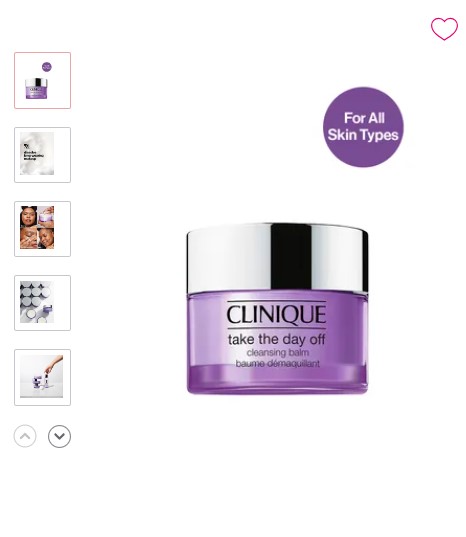 For All
Skin Types
CLINIQUE
take the day off
cleansing balm
baume démaquillant